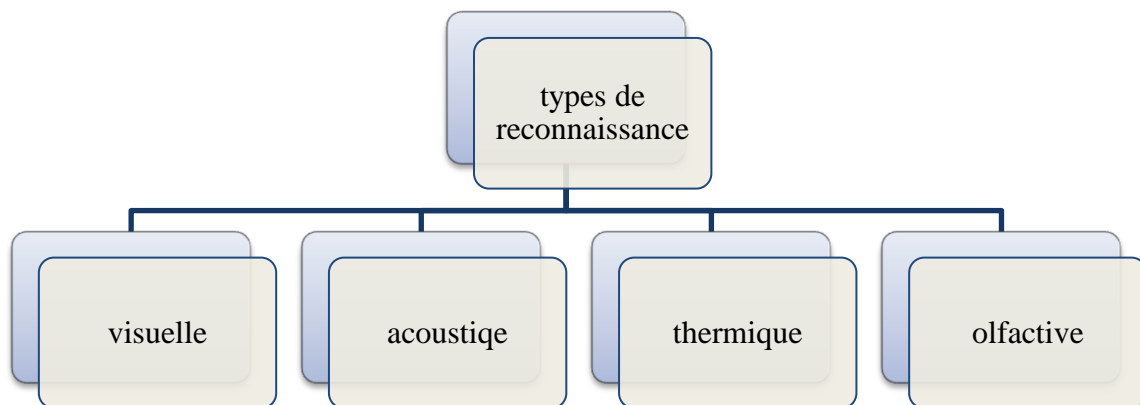 types de
reconnaissance
visuelle
acoustiqe
thermique
olfactive